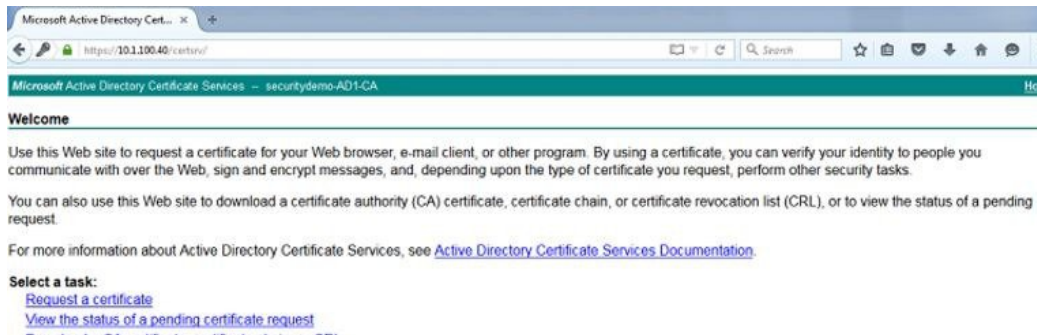 Microsoft Active Directory Cert...
https://10.1.100.40/certsrv/
Search
Microsoft Active Directory Certificate Services -- securitydemo-AD1-CA
Welcome
Use this Web site to request a certificate for your Web browser, e-mail client, or other program. By using a certificate, you can verify your identity to people you
communicate with over the Web, sign and encrypt messages, and, depending upon the type of certificate you request, perform other security tasks.
You can also use this Web site to download a certificate authority (CA) certificate, certificate chain, or certificate revocation list (CRL), or to view the status of a pending
request.
For more information about Active Directory Certificate Services, see Active Directory Certificate Services Documentation.
Select a task:
Request a certificate
View the status of a pending certificate request